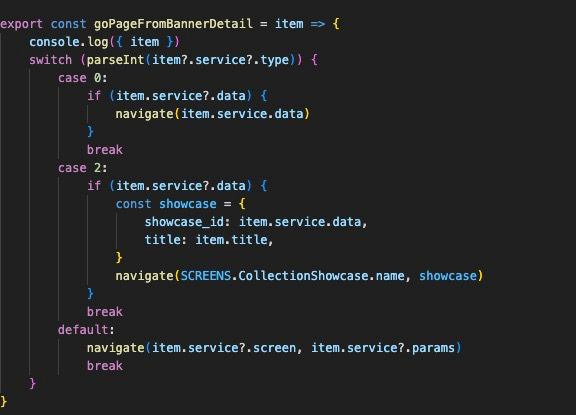 export const goPageFromBannerDetail = item => {
    console.log({ item })
    switch (parseInt(item?.service?.type)) {
        case 0:
            if (item.service?.data) {
                navigate(item.service.data)
            }
            break
        case 2:
            if (item.service?.data) {
                const showcase = {
                    showcase_id: item.service.data,
                    title: item.title,
                }
                navigate(SCREENS.CollectionShowcase.name, showcase)
            }
            break
        default:
            navigate(item.service?.screen, item.service?.params)
            break
    }
}